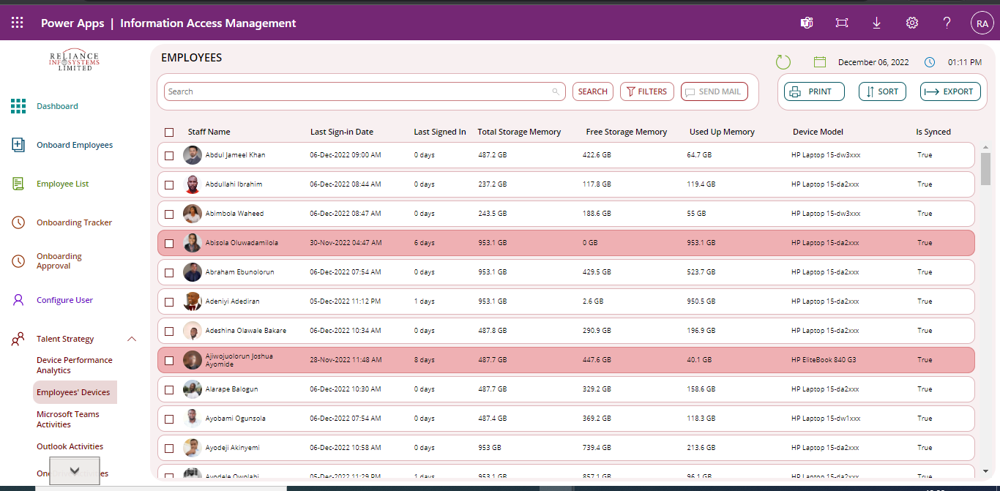 Power Apps | Information Access Management
RA
RELIANCE
INFOSYSTEMS
LIMITED
EMPLOYEES
December 06, 2022
01:11 PM
Search
SEARCH
FILTERS
SEND MAIL
PRINT
SORT
EXPORT
Dashboard
Onboard Employees
Employee List
Onboarding Tracker
Onboarding
Approval
Configure User
Talent Strategy
Device Performance
Analytics
Employees' Devices
Microsoft Teams
Activities
Outlook Activities
Staff Name Last Sign-in Date Last Signed In Total Storage Memory Free Storage Memory Used Up Memory Device Model Is Synced
Abdul Jameel Khan 06-Dec-2022 09:00 AM 0 days 487.2 GB 422.6 GB 64.7 GB HP Laptop 15-dw3xxx True
Abdullahi Ibrahim 06-Dec-2022 08:44 AM 0 days 237.2 GB 117.8 GB 119.4 GB HP Laptop 15-da2xxx True
Abimbola Waheed 06-Dec-2022 08:47 AM 0 days 243.5 GB 188.6 GB 55 GB HP Laptop 15-dw3xxx True
Abisola Oluwadamilola 30-Nov-2022 04:47 AM 6 days 953.1 GB 0 GB 953.1 GB HP Laptop 15-da2xxx True
Abraham Ebunolorun 06-Dec-2022 07:54 AM 0 days 953.1 GB 429.5 GB 523.7 GB HP Laptop 15-da2xxx True
Adeniyi Adediran 05-Dec-2022 11:12 PM 1 days 953.1 GB 2.6 GB 950.5 GB HP Laptop 15-da2xxx True
Adeshina Olawale Bakare 06-Dec-2022 10:34 AM 0 days 487.8 GB 290.9 GB 196.9 GB HP Laptop 15-da2xxx True
Ajiwojuolorun Joshua
Ayomide 28-Nov-2022 11:48 AM 8 days 487.7 GB 447.6 GB 40.1 GB HP EliteBook 840 G3 True
Alarape Balogun 06-Dec-2022 10:30 AM 0 days 487.7 GB 329.2 GB 158.6 GB HP Laptop 15-da2xxx True
Ayobami Ogunsola 06-Dec-2022 07:54 AM 0 days 487.4 GB 369.2 GB 118.3 GB HP Laptop 15-dw1xxx True
Ayodeji Akinyemi 06-Dec-2022 10:58 AM 0 days 953 GB 739.4 GB 213.6 GB HP Laptop 15-da2xxx True
Ayodele Owolabi 05-Dec-2022 11:29 PM 1 days 953.1 GB 857.1 GB 96.1 GB HP Laptop 15-da2xxx True